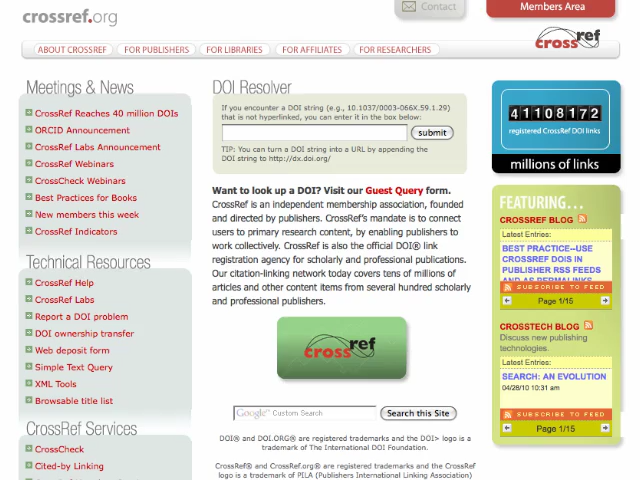 crossref.org
Contact
Members Area
ABOUT CROSSREF
FOR PUBLISHERS
FOR LIBRARIES
FOR AFFILIATES
FOR RESEARCHERS
crossref
Meetings & News
CrossRef Reaches 40 million DOIs
ORCID Announcement
CrossRef Labs Announcement
CrossRef Webinars
CrossCheck Webinars
Best Practices for Books
New members this week
CrossRef Indicators
Technical Resources
CrossRef Help
CrossRef Labs
Report a DOI problem
DOI ownership transfer
Web deposit form
Simple Text Query
XML Tools
Browsable title list
CrossRef Services
CrossCheck
Cited-by Linking
DOI Resolver
If you encounter a DOI string (e.g., 10.1037/0003-066X.59.1.29)
that is not hyperlinked, you can enter it in the box below:
submit
TIP: You can turn a DOI string into a URL by appending the
DOI string to http://dx.doi.org/
Want to look up a DOI? Visit our Guest Query form.
CrossRef is an independent membership association, founded
and directed by publishers. CrossRef's mandate is to connect
users to primary research content, by enabling publishers to
work collectively. CrossRef is also the official DOI® link
registration agency for scholarly and professional publications.
Our citation-linking network today covers tens of millions of
articles and other content items from several hundred scholarly
and professional publishers.
crossref
Google™ Custom Search
Search this Site
DOI® and DOI.ORG® are registered trademarks and the DOI> logo is a
trademark of The International DOI Foundation.
CrossRef® and CrossRef.org® are registered trademarks and the CrossRef
logo is a trademark of PILA (Publishers International Linking Association)
41108172
registered CrossRef DOI links
millions of links
FEATURING...
CROSSREF BLOG
Latest Entries:
BEST PRACTICE--USE
CROSSREF DOIS IN
PUBLISHER RSS FEEDS
AND AS PERMALINKS
SUBSCRIBE TO FEED
Page 1/15
CROSSTECH BLOG
Discuss new publishing
technologies.
Latest Entries:
SEARCH: AN EVOLUTION
04/28/10 10:31 am
SUBSCRIBE TO FEED
Page 1/15